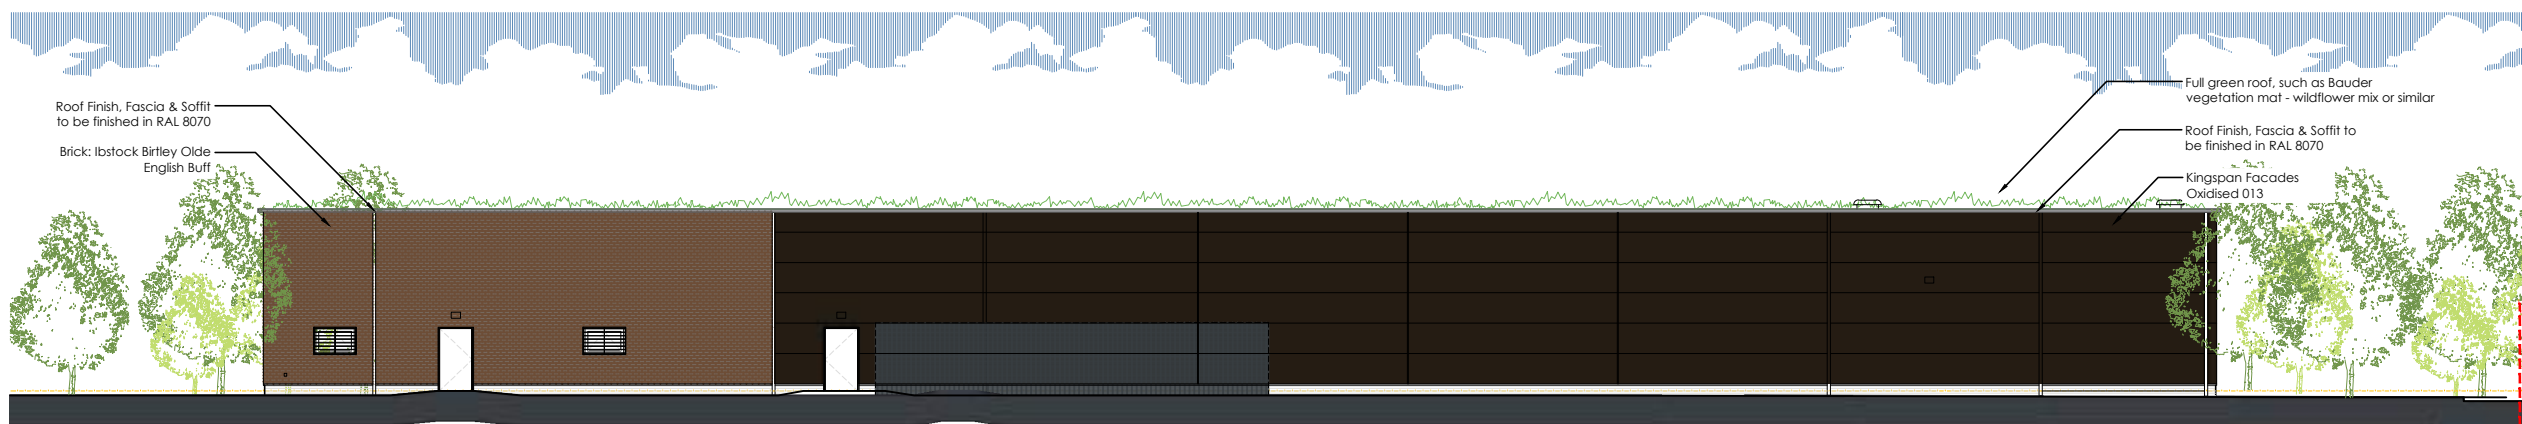 Roof Finish, Fascia & Soffit
to be finished in RAL 8070
Brick: Ibstock Birtley Olde
English Buff
Full green roof, such as Bauder
vegetation mat - wildflower mix or similar
Roof Finish, Fascia & Soffit to
be finished in RAL 8070
Kingspan Facades
Oxidised 013